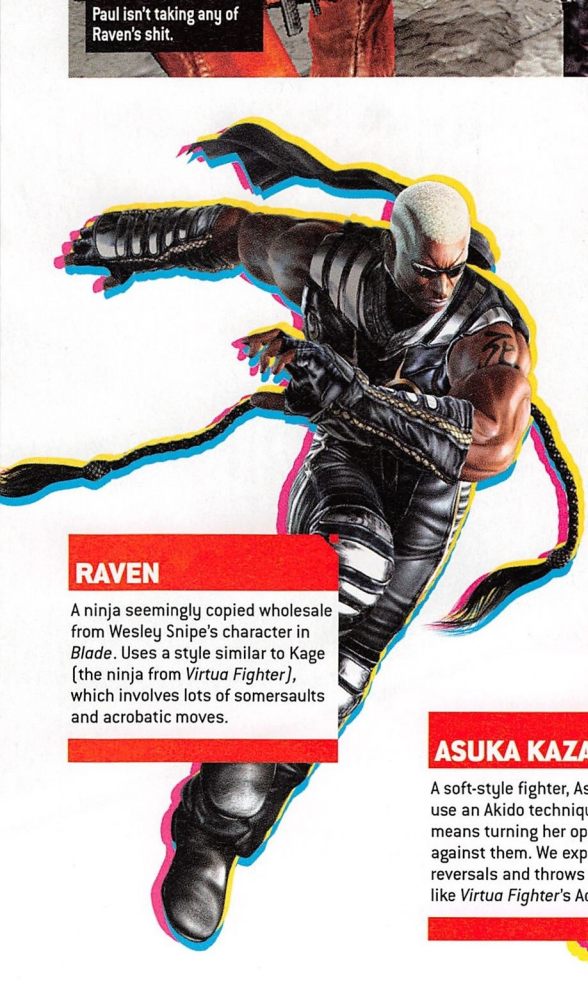 Paul isn't taking any of
Raven's shit.
RAVEN
A ninja seemingly copied wholesale
from Wesley Snipe's character in
Blade. Uses a style similar to Kage
(the ninja from Virtua Fighter),
which involves lots of somersaults
and acrobatic moves.
ASUKA KAZA
A soft-style fighter, As
use an Akido techniqu
means turning her op
against them. We exp
reversals and throws
like Virtua Fighter's A